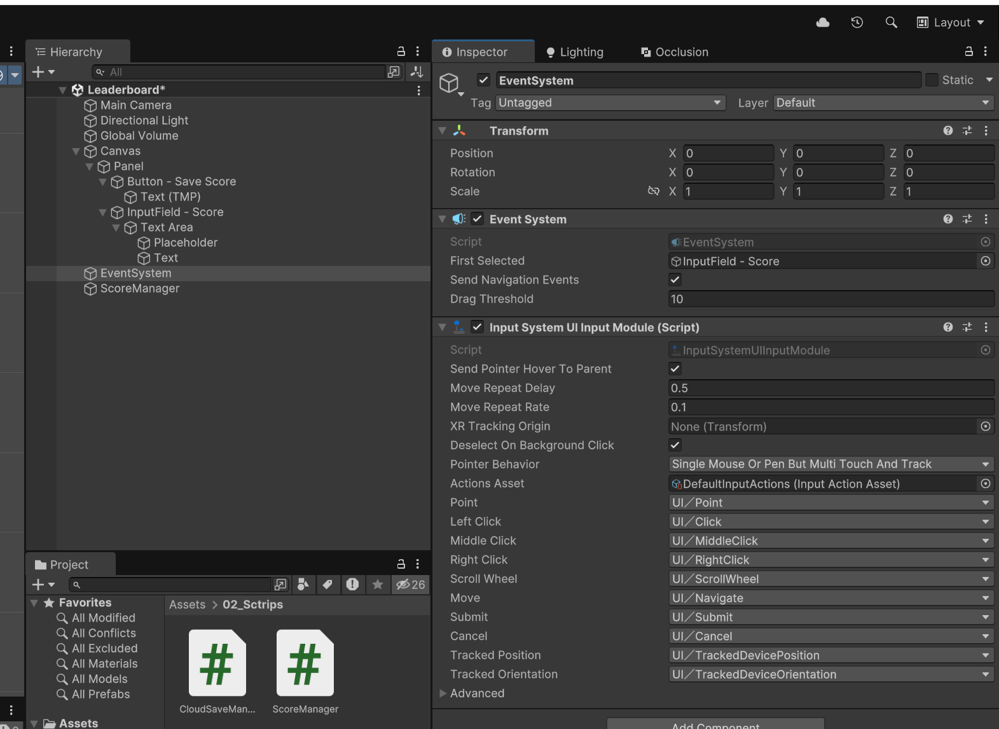 Layout
Hierarchy
All
Leaderboard*
Main Camera
Directional Light
Global Volume
Canvas
Panel
Button - Save Score
Text (TMP)
InputField - Score
Text Area
Placeholder
Text
EventSystem
ScoreManager
Project
26
Favorites
All Modified
All Conflicts
All Excluded
All Materials
All Models
All Prefabs
Assets
Assets > 02_Sctrips
CloudSaveMan...
ScoreManager
Inspector
Lighting
Occlusion
EventSystem
Static
Tag Untagged
Layer Default
Transform
Position X 0 Y 0 Z 0
Rotation X 0 Y 0 Z 0
Scale X 1 Y 1 Z 1
Event System
Script EventSystem
First Selected InputField - Score
Send Navigation Events
Drag Threshold 10
Input System UI Input Module (Script)
Script InputSystemUIInputModule
Send Pointer Hover To Parent
Move Repeat Delay 0.5
Move Repeat Rate 0.1
XR Tracking Origin None (Transform)
Deselect On Background Click
Pointer Behavior Single Mouse Or Pen But Multi Touch And Track
Actions Asset DefaultInputActions (Input Action Asset)
Point UI／Point
Left Click UI／Click
Middle Click UI／MiddleClick
Right Click UI／RightClick
Scroll Wheel UI／ScrollWheel
Move UI／Navigate
Submit UI／Submit
Cancel UI／Cancel
Tracked Position UI／TrackedDevicePosition
Tracked Orientation UI／TrackedDeviceOrientation
Advanced
Add Component